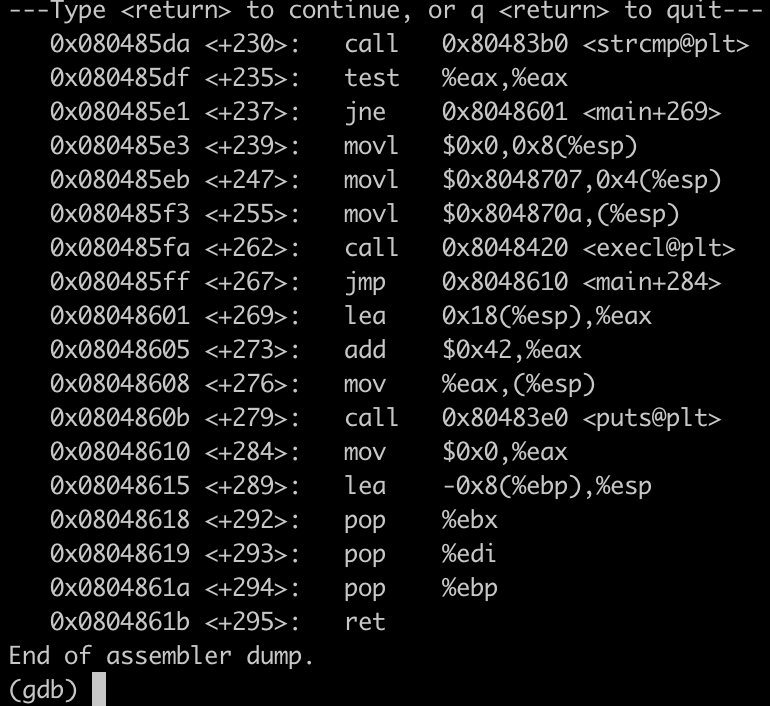 ---Type <return> to continue, or q <return> to quit---
   0x080485da <+230>:   call   0x80483b0 <strcmp@plt>
   0x080485df <+235>:   test   %eax,%eax
   0x080485e1 <+237>:   jne    0x8048601 <main+269>
   0x080485e3 <+239>:   movl   $0x0,0x8(%esp)
   0x080485eb <+247>:   movl   $0x8048707,0x4(%esp)
   0x080485f3 <+255>:   movl   $0x804870a,(%esp)
   0x080485fa <+262>:   call   0x8048420 <execl@plt>
   0x080485ff <+267>:   jmp    0x8048610 <main+284>
   0x08048601 <+269>:   lea    0x18(%esp),%eax
   0x08048605 <+273>:   add    $0x42,%eax
   0x08048608 <+276>:   mov    %eax,(%esp)
   0x0804860b <+279>:   call   0x80483e0 <puts@plt>
   0x08048610 <+284>:   mov    $0x0,%eax
   0x08048615 <+289>:   lea    -0x8(%ebp),%esp
   0x08048618 <+292>:   pop    %ebx
   0x08048619 <+293>:   pop    %edi
   0x0804861a <+294>:   pop    %ebp
   0x0804861b <+295>:   ret
End of assembler dump.
(gdb)